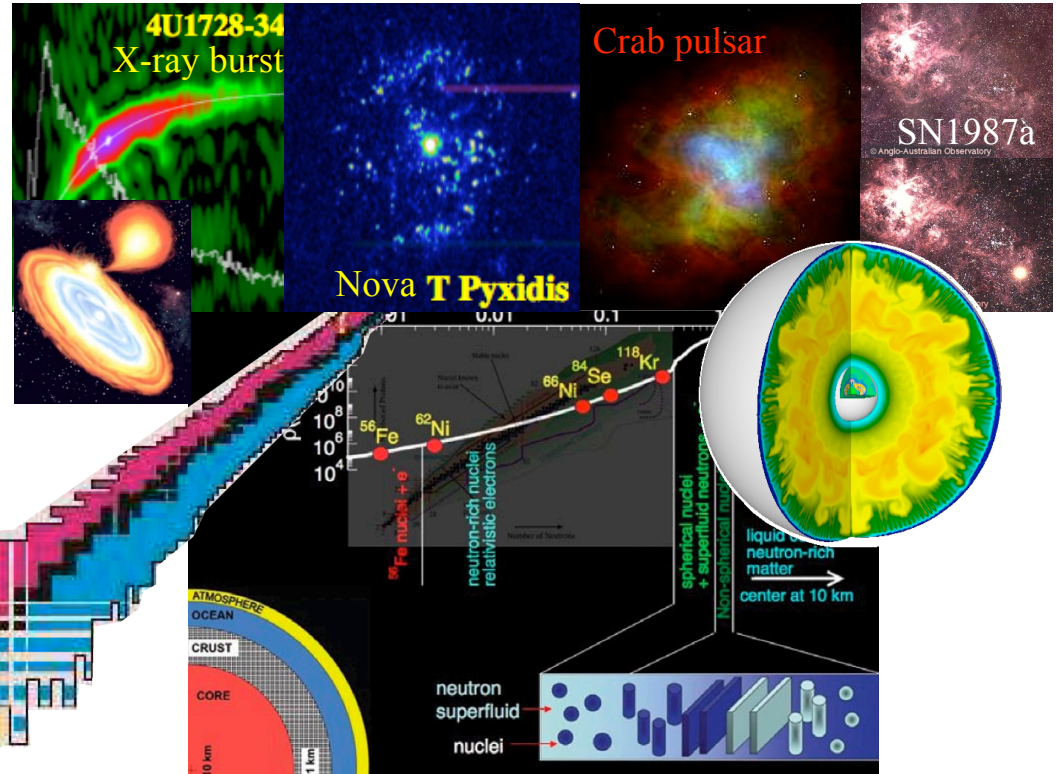 4U1728-34
X-ray burst
Crab pulsar
SN1987a
© Anglo-Australian Observatory
Nova T Pyxidis
0.01
0.1
118Kr
84Se
66Ni
62Ni
56Fe
10⁶
10⁴
Stable nuclei
Number of Neutrons
56Fe nuclei + e-
neutron-rich nuclei
relativistic electrons
spherical nuclei
+ superfluid neutrons
Non-spherical nuclei
liquid
neutron-rich
matter
center at 10 km
ATMOSPHERE
OCEAN
CRUST
CORE
10 km
1 km
neutron
superfluid
nuclei